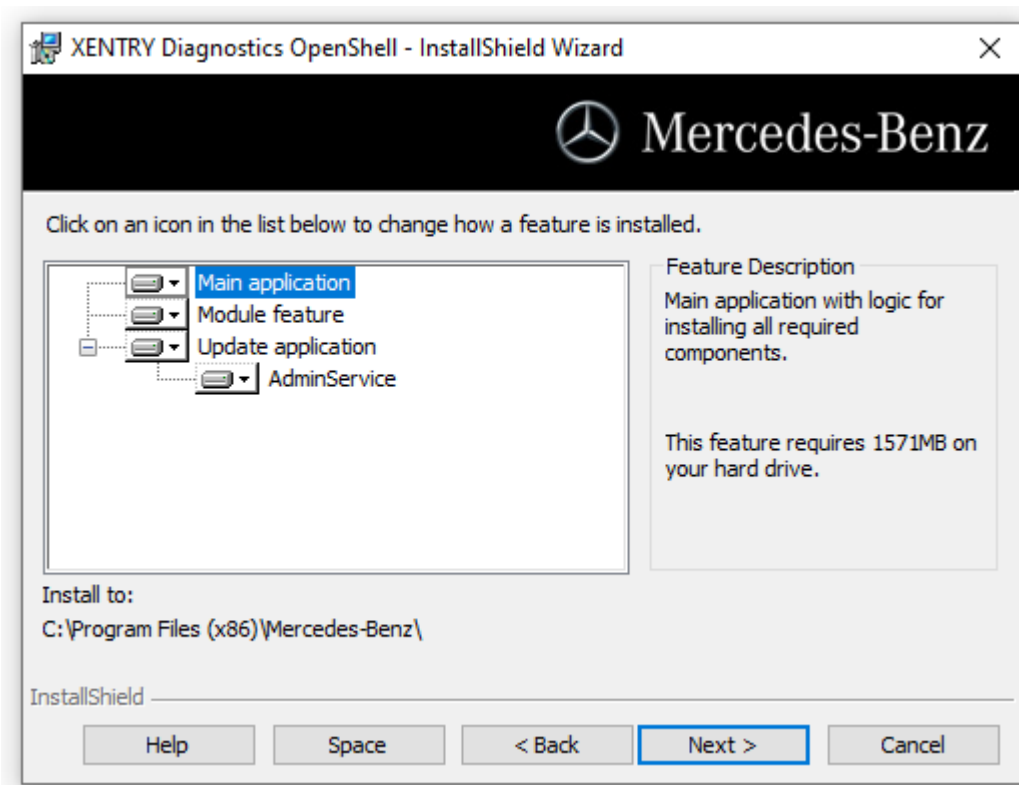 XENTRY Diagnostics OpenShell - InstallShield Wizard
Mercedes-Benz
Click on an icon in the list below to change how a feature is installed.
Main application
Module feature
Update application
AdminService
Feature Description
Main application with logic for
installing all required
components.
This feature requires 1571MB on
your hard drive.
Install to:
C:\Program Files (x86)\Mercedes-Benz\
InstallShield
Help
Space
< Back
Next >
Cancel